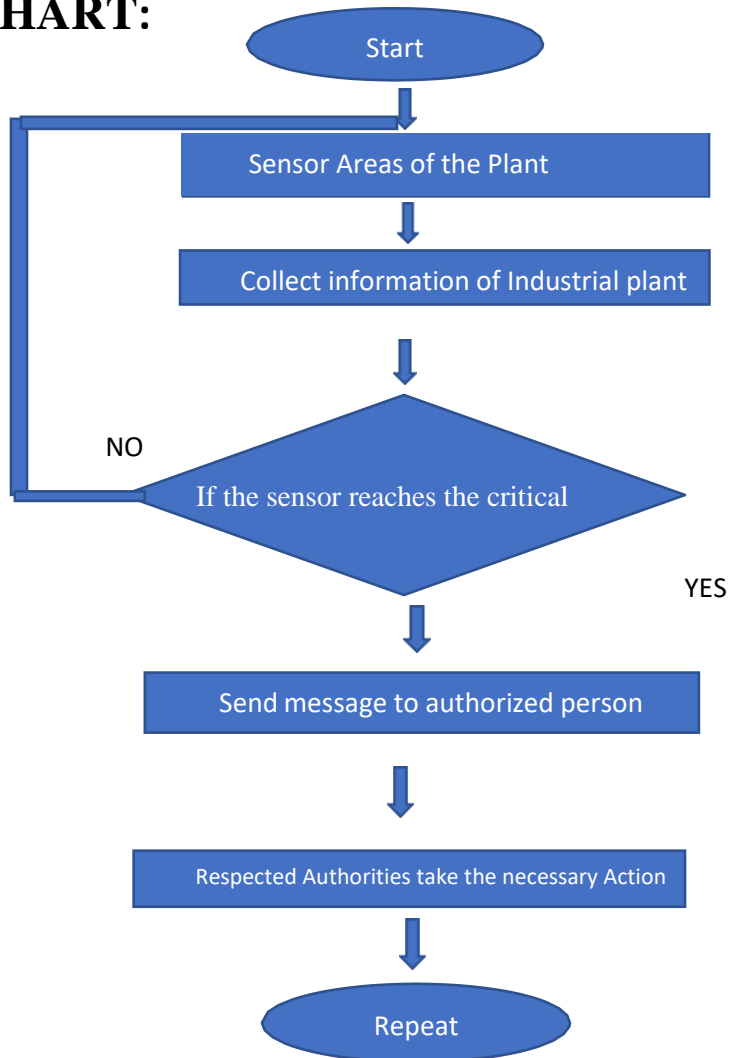 HART:
Start
Sensor Areas of the Plant
Collect information of Industrial plant
NO
If the sensor reaches the critical
YES
Send message to authorized person
Respected Authorities take the necessary Action
Repeat